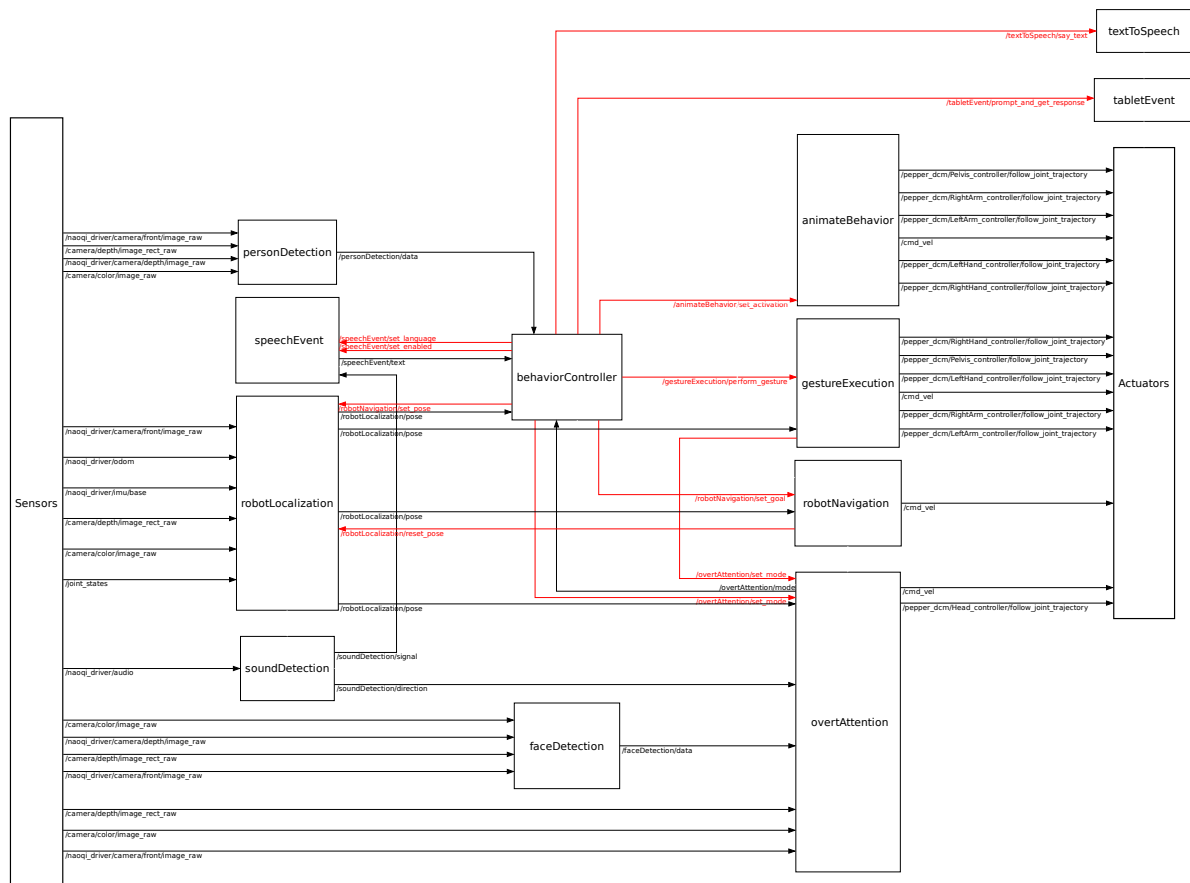 textToSpeech
/textToSpeech/say_text
tabletEvent
/tabletEvent/prompt_and_get_response
Sensors
/naoqi_driver/camera/front/image_raw
/camera/depth/image_rect_raw
/naoqi_driver/camera/depth/image_raw
/camera/color/image_raw
personDetection
/personDetection/data
speechEvent
/speechEvent/set_language
/speechEvent/set_enabled
/speechEvent/text
behaviorController
/animateBehavior/set_activation
animateBehavior
/pepper_dcm/Pelvis_controller/follow_joint_trajectory
/pepper_dcm/RightArm_controller/follow_joint_trajectory
/pepper_dcm/LeftArm_controller/follow_joint_trajectory
/cmd_vel
/pepper_dcm/LeftHand_controller/follow_joint_trajectory
/pepper_dcm/RightHand_controller/follow_joint_trajectory
Actuators
/gestureExecution/perform_gesture
gestureExecution
/pepper_dcm/RightHand_controller/follow_joint_trajectory
/pepper_dcm/Pelvis_controller/follow_joint_trajectory
/pepper_dcm/LeftHand_controller/follow_joint_trajectory
/cmd_vel
/pepper_dcm/RightArm_controller/follow_joint_trajectory
/pepper_dcm/LeftArm_controller/follow_joint_trajectory
/naoqi_driver/camera/front/image_raw
/naoqi_driver/odom
/naoqi_driver/imu/base
/camera/depth/image_rect_raw
/camera/color/image_raw
/joint_states
robotLocalization
/robotNavigation/set_pose
/robotLocalization/pose
/robotLocalization/pose
/robotLocalization/pose
/robotLocalization/reset_pose
/robotLocalization/pose
/robotNavigation/set_goal
robotNavigation
/cmd_vel
/overtAttention/set_mode
/overtAttention/mode
/overtAttention/set_mode
overtAttention
/cmd_vel
/pepper_dcm/Head_controller/follow_joint_trajectory
/naoqi_driver/audio
soundDetection
/soundDetection/signal
/soundDetection/direction
/camera/color/image_raw
/naoqi_driver/camera/depth/image_raw
/camera/depth/image_rect_raw
/naoqi_driver/camera/front/image_raw
faceDetection
/faceDetection/data
/camera/depth/image_rect_raw
/camera/color/image_raw
/naoqi_driver/camera/front/image_raw